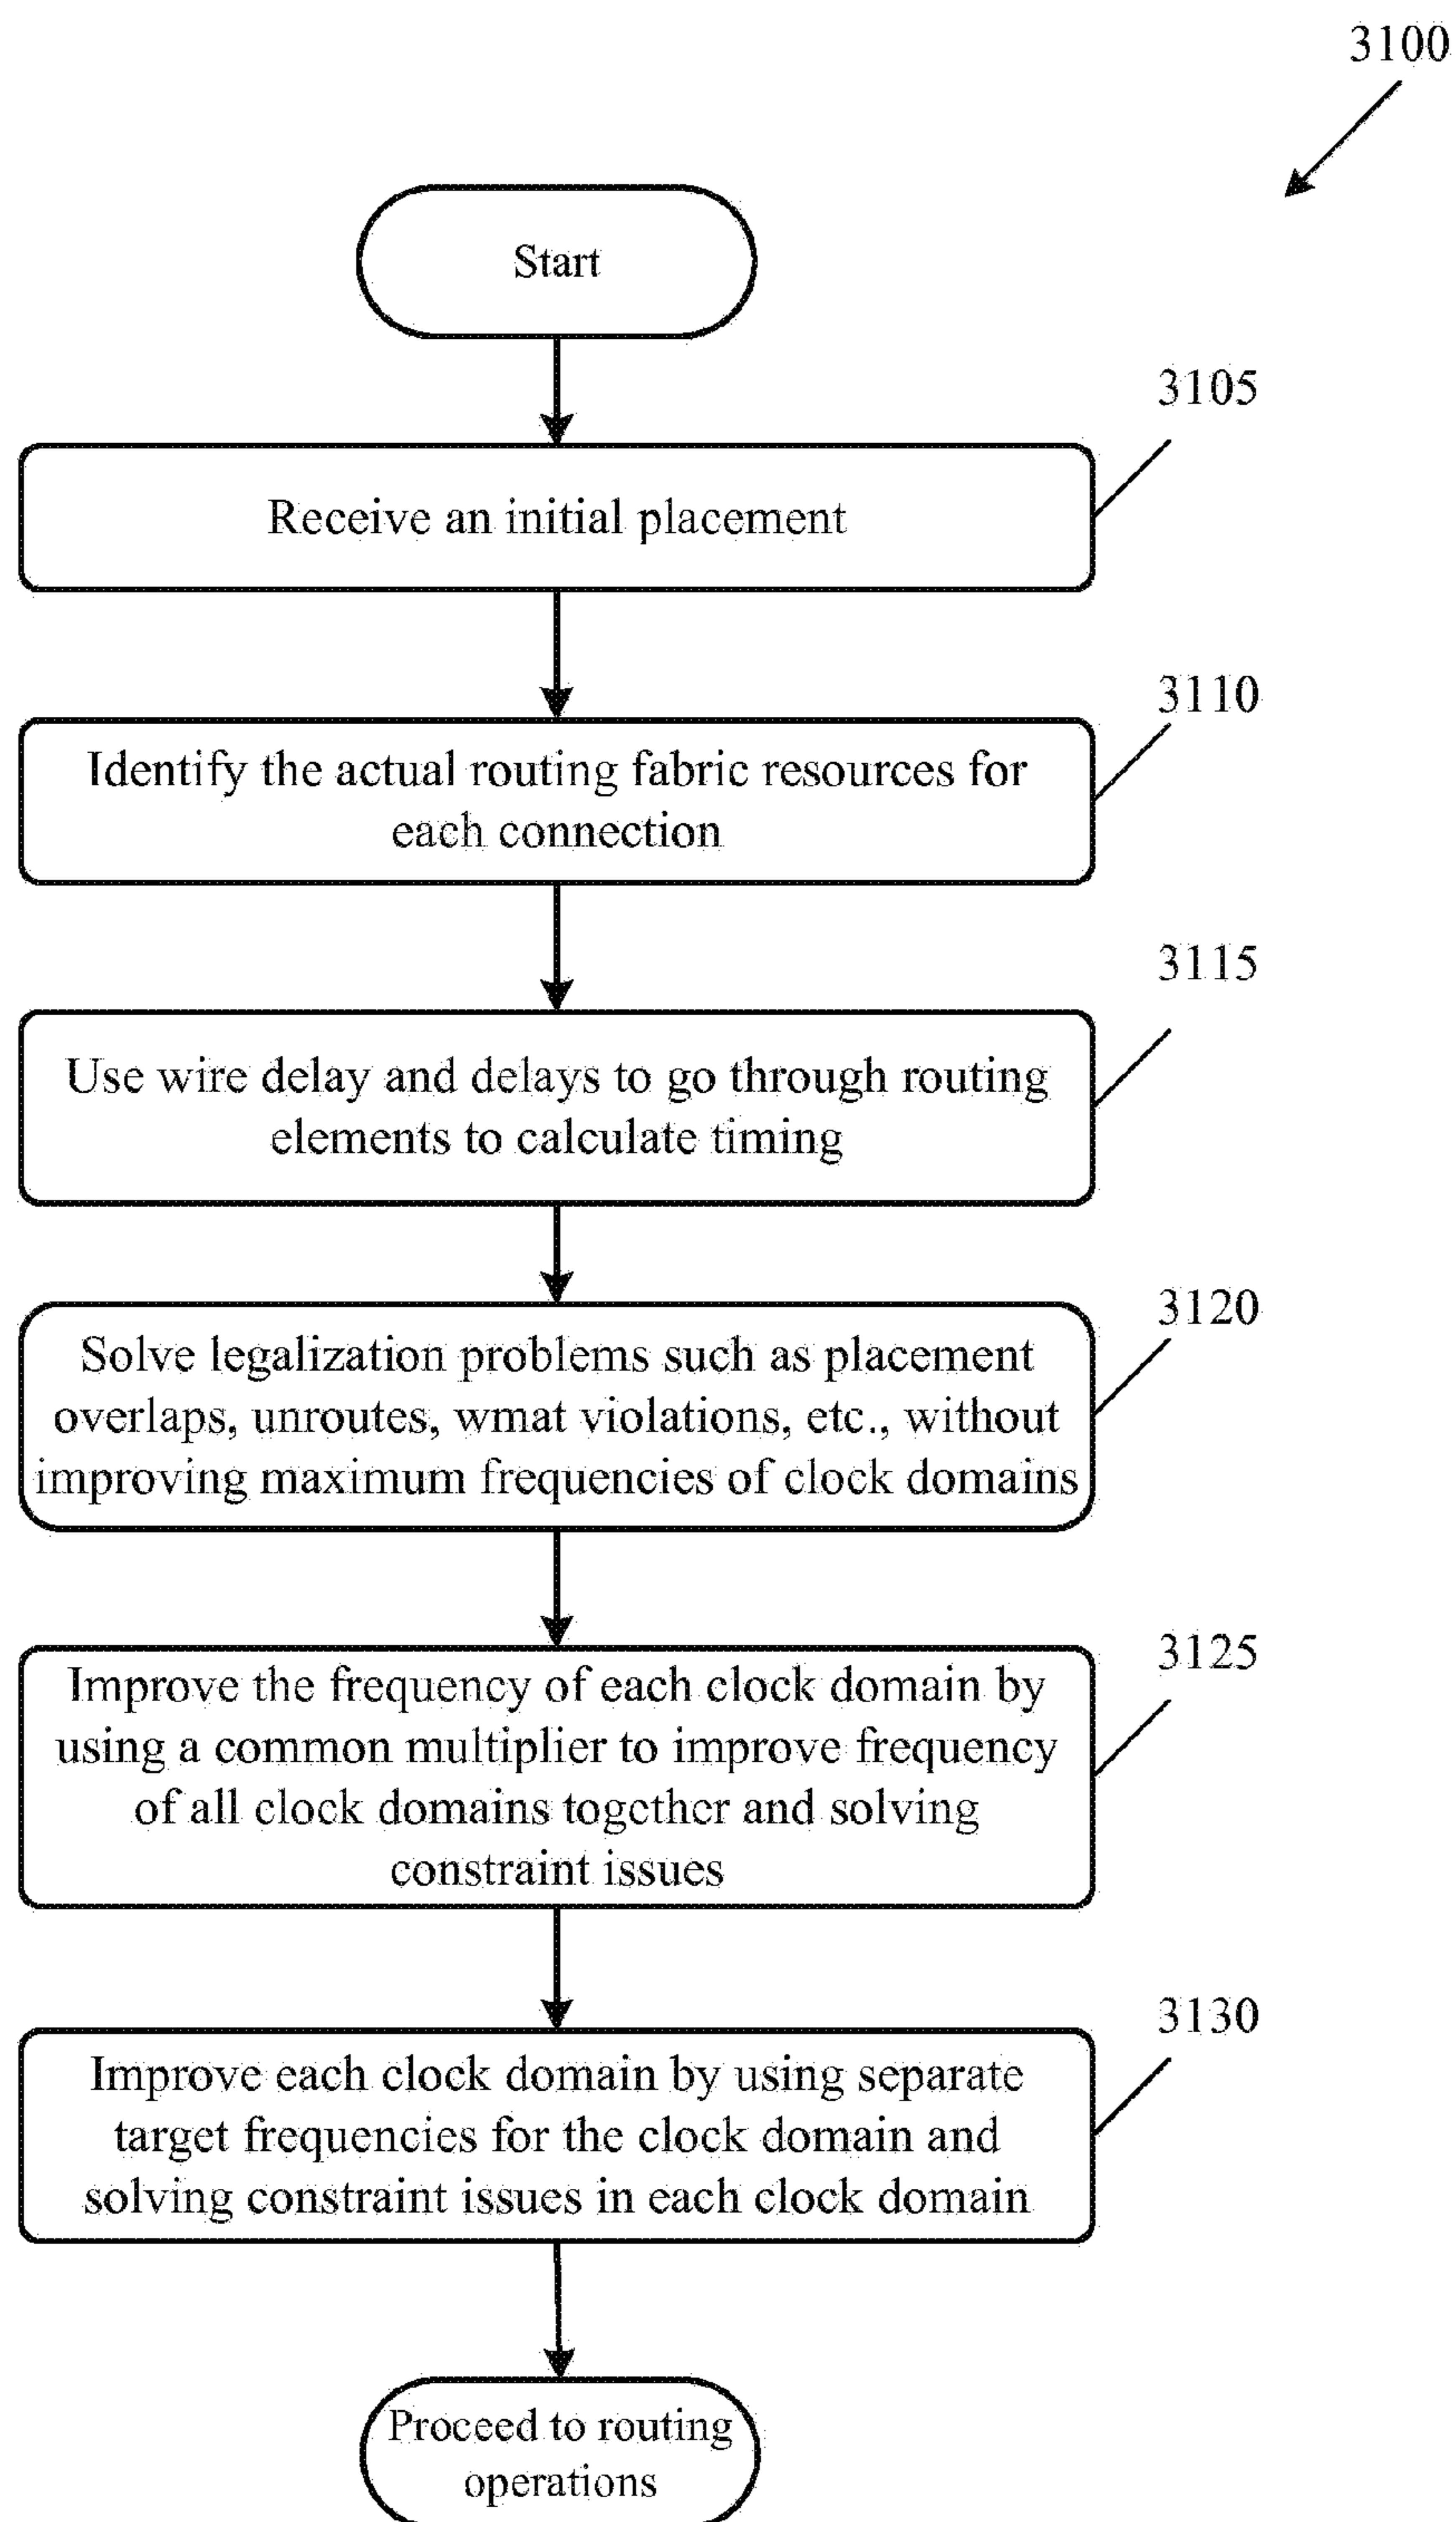 3100
Start
3105
Receive an initial placement
3110
Identify the actual routing fabric resources for
each connection
3115
Use wire delay and delays to go through routing
elements to calculate timing
3120
Solve legalization problems such as placement
overlaps, unroutes, wmat violations, etc., without
improving maximum frequencies of clock domains
3125
Improve the frequency of each clock domain by
using a common multiplier to improve frequency
of all clock domains together and solving
constraint issues
3130
Improve each clock domain by using separate
target frequencies for the clock domain and
solving constraint issues in each clock domain
Proceed to routing
operations